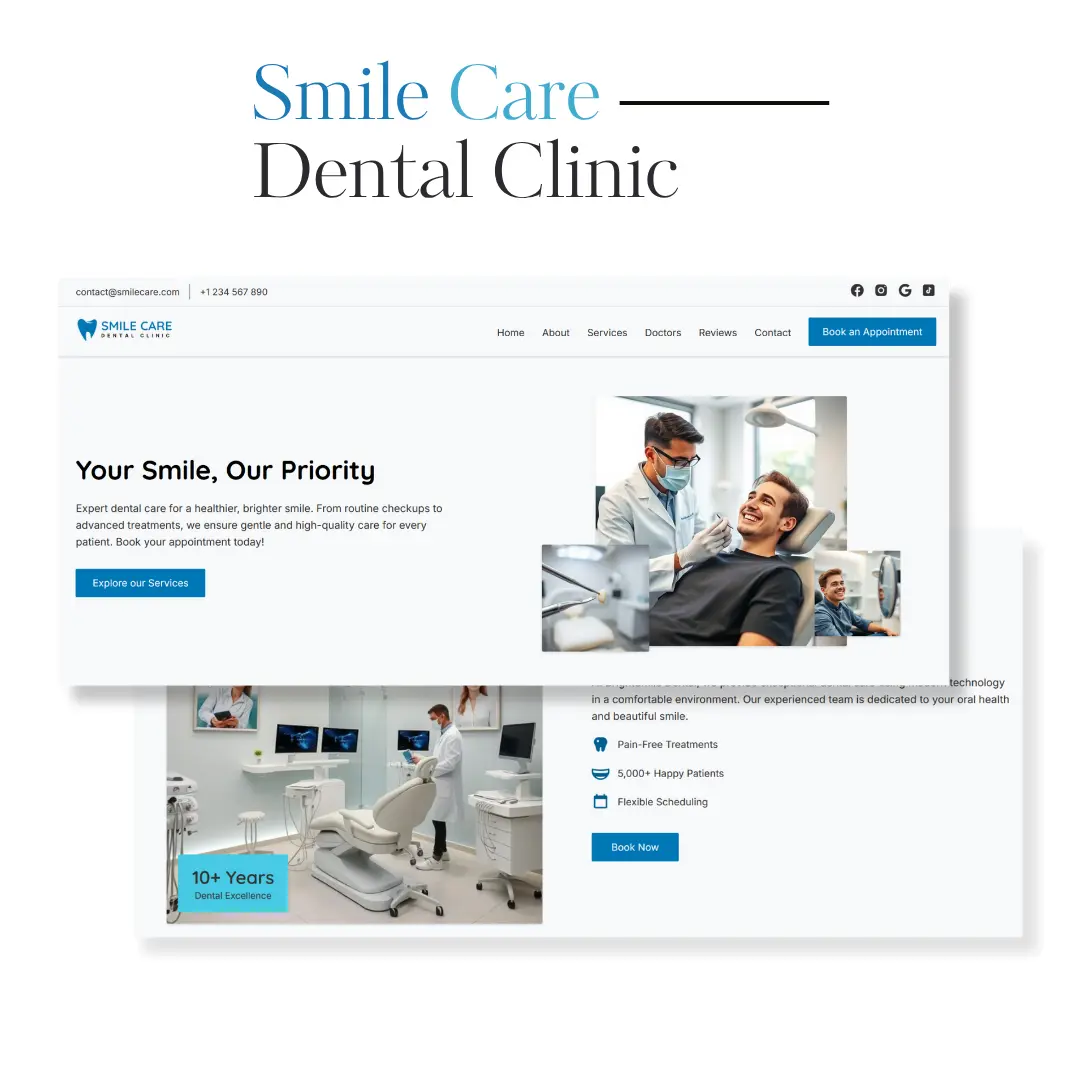 Smile Care
Dental Clinic
contact@smilecare.com
+1 234 567 890
SMILE CARE
DENTAL CLINIC
Home
About
Services
Doctors
Reviews
Contact
Book an Appointment
Your Smile, Our Priority
Expert dental care for a healthier, brighter smile. From routine checkups to
advanced treatments, we ensure gentle and high-quality care for every
patient. Book your appointment today!
Explore our Services
technology
in a comfortable environment. Our experienced team is dedicated to your oral health
and beautiful smile.
Pain-Free Treatments
5,000+ Happy Patients
Flexible Scheduling
Book Now
10+ Years
Dental Excellence